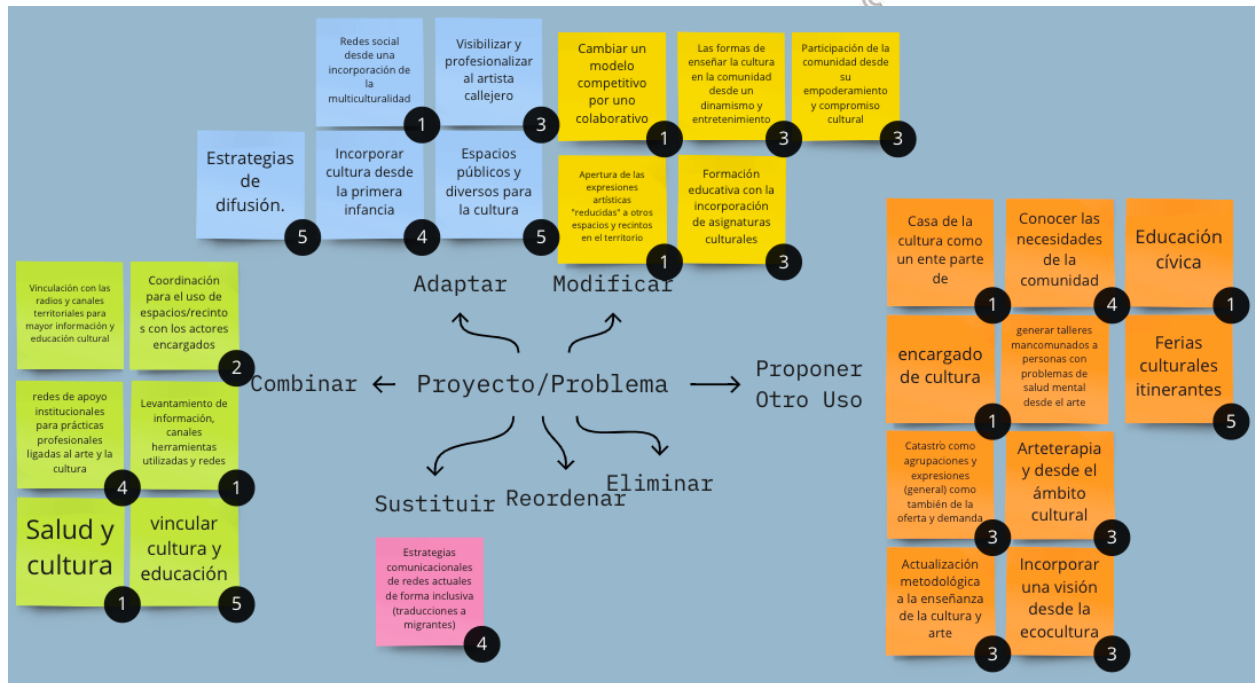 Redes social
desde una
incorporación de
la
multiculturalidad
1
Visibilizar y
profesionalizar
al artista
callejero
3
Cambiar un
modelo
competitivo
por uno
colaborativo
1
Las formas de
enseñar la cultura
en la comunidad
desde un
dinamismo y
entretenimiento
3
Participación de la
comunidad desde
su
empoderamiento
y compromiso
cultural
3
Estrategias
de
difusión.
5
Incorporar
cultura desde
la primera
infancia
4
Espacios
públicos y
diversos para
la cultura
5
Apertura de las
expresiones
artísticas
"reducidas" a otros
espacios y recintos
en el territorio
1
Formación
educativa con la
incorporación
de asignaturas
culturales
3
Adaptar
Modificar
Vinculación con las
radios y canales
territoriales para
mayor información y
educación cultural
Coordinación
para el uso de
espacios/recinto
s con los actores
encargados
2
redes de apoyo
institucionales
para prácticas
profesionales
ligadas al arte y la
cultura
4
Levantamiento de
información,
canales
herramientas
utilizadas y redes
1
Salud y
cultura
1
vincular
cultura y
educación
5
Combinar
Proyecto/Problema
Proponer
Otro Uso
Sustituir
Reordenar
Eliminar
Estrategias
comunicacionales
de redes actuales
de forma inclusiva
(traducciones a
migrantes)
4
Casa de la
cultura como
un ente parte
de
1
Conocer las
necesidades
de la
comunidad
4
Educación
cívica
1
encargado
de cultura
1
generar talleres
mancomunados a
personas con
problemas de
salud mental
desde el arte
Ferias
culturales
itinerantes
5
Catastro como
agrupaciones y
expresiones
(general) como
también de la
oferta y demanda
3
Arteterapia
y desde el
ámbito
cultural
3
Actualización
metodológica
a la enseñanza
de la cultura y
arte
3
Incorporar
una visión
desde la
ecocultura
3